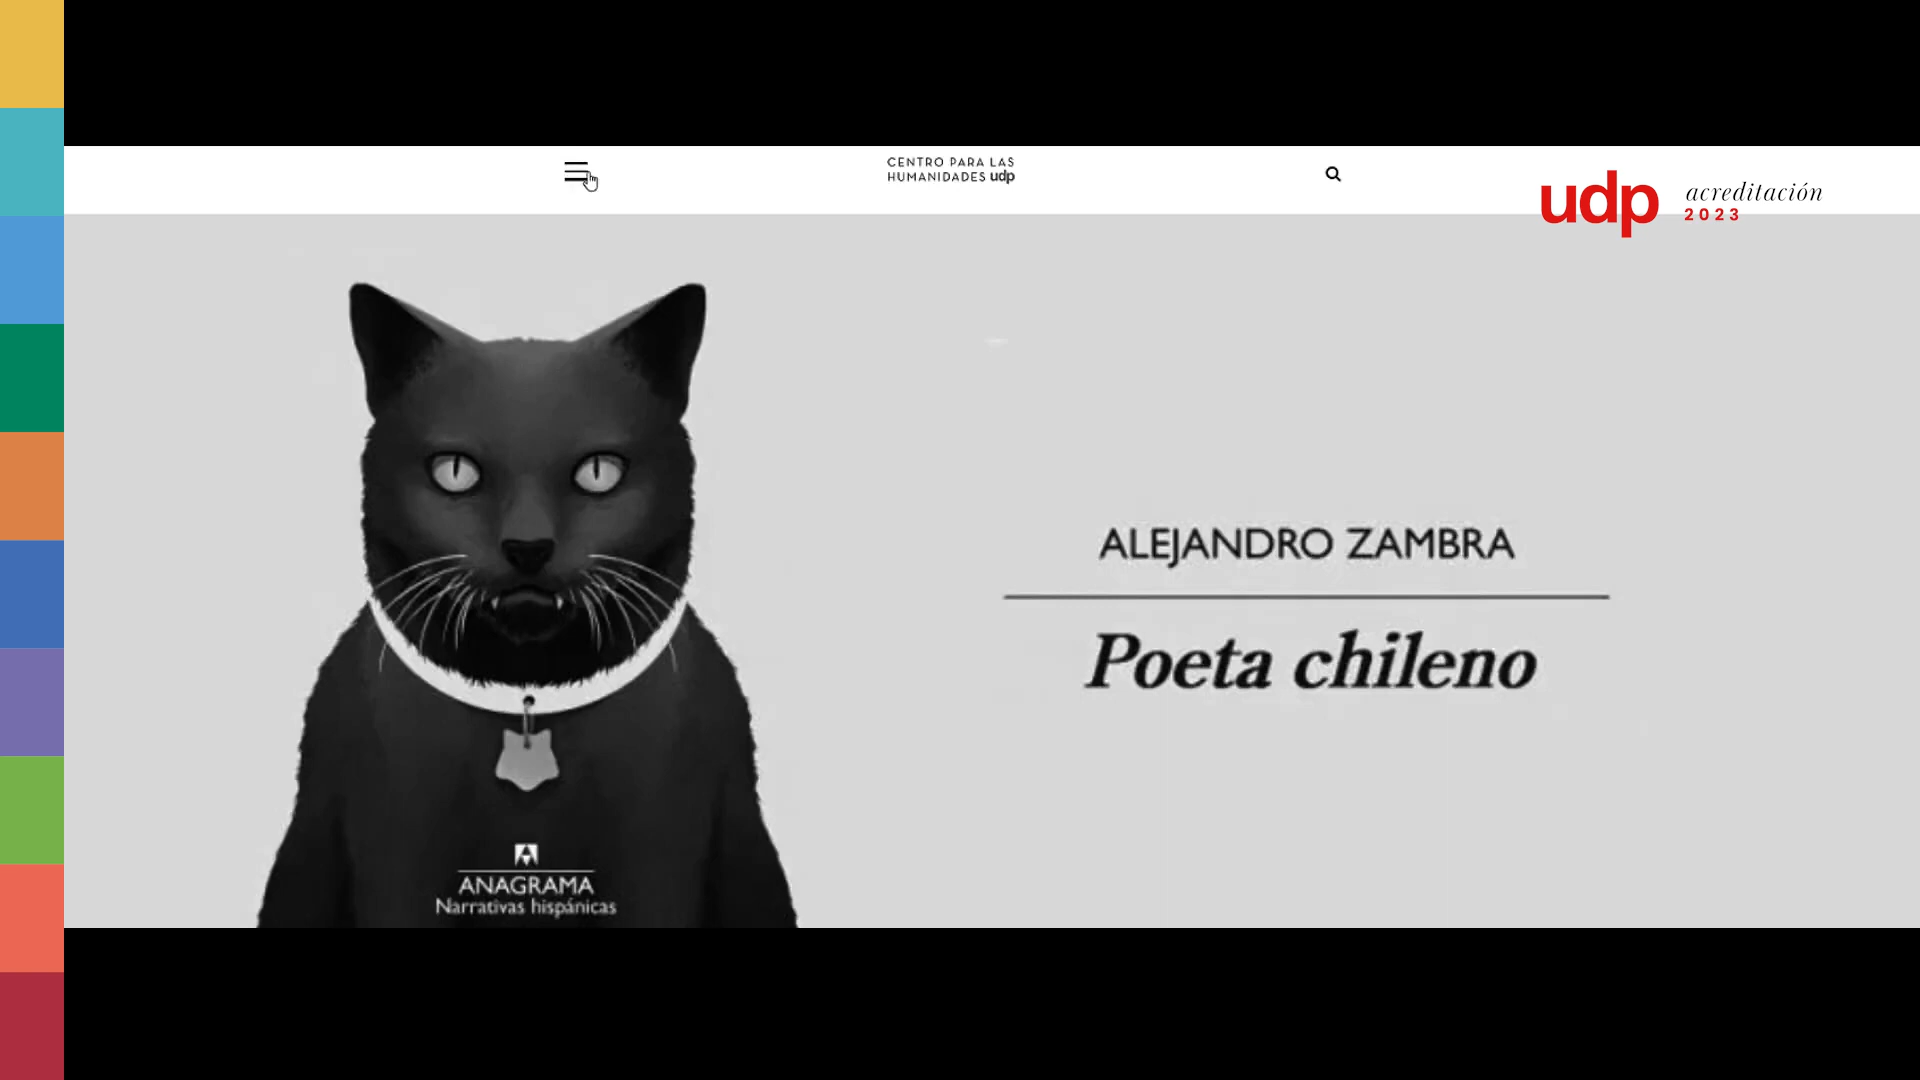 CENTRO PARA LAS
HUMANIDADES udp
udp
acreditación
2023
ALEJANDRO ZAMBRA
Poeta chileno
ANAGRAMA
Narrativas hispánicas